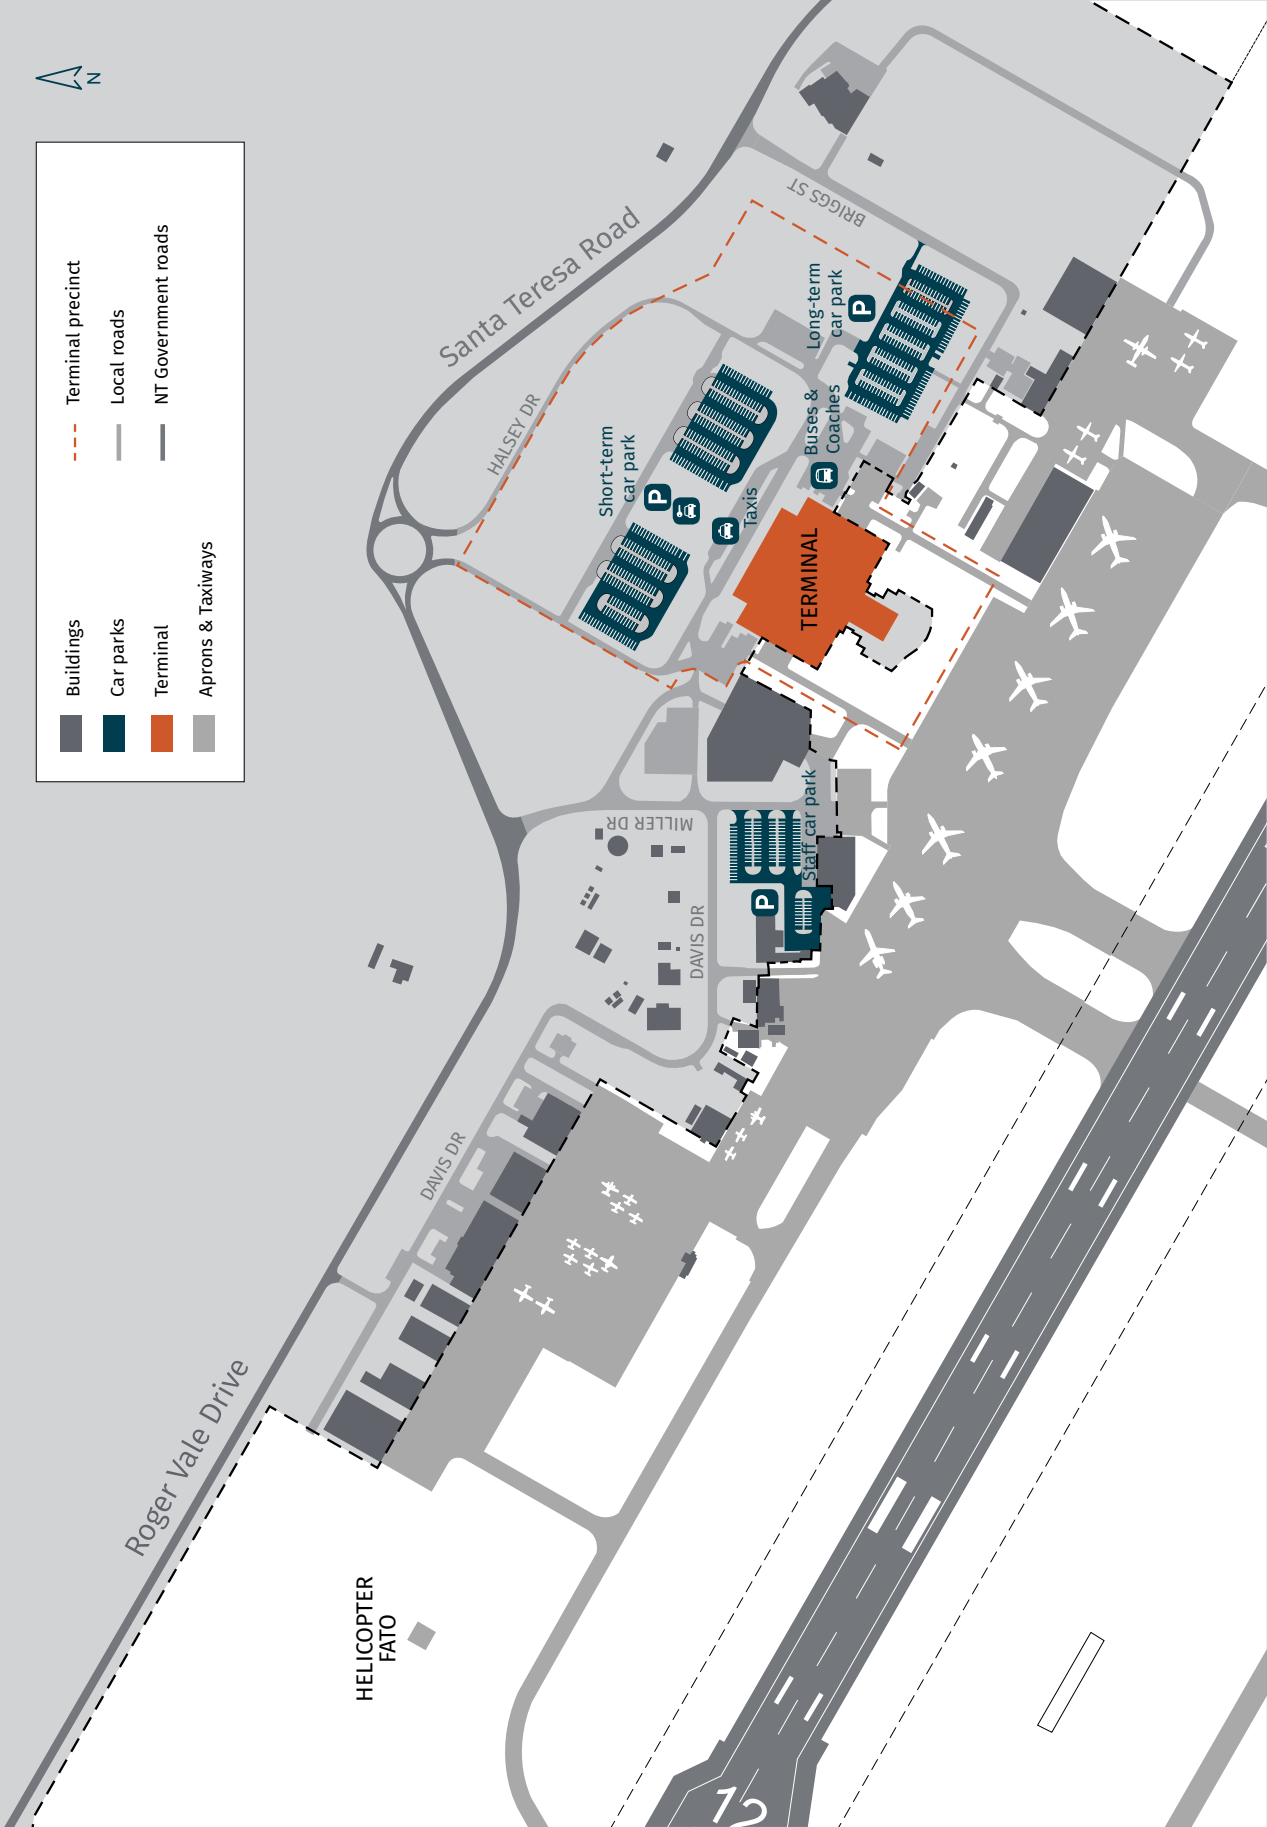 N
Terminal precinct
Local roads
NT Government roads
Buildings
Car parks
Terminal
Aprons & Taxiways
Santa Teresa Road
BRIGGS ST
HALSEY DR
Long-term
car park
P
Buses &
Coaches
Short-term
car park
P
Taxis
TERMINAL
MILLER DR
Staff car park
P
DAVIS DR
DAVIS DR
Roger Vale Drive
HELICOPTER
FATO
12